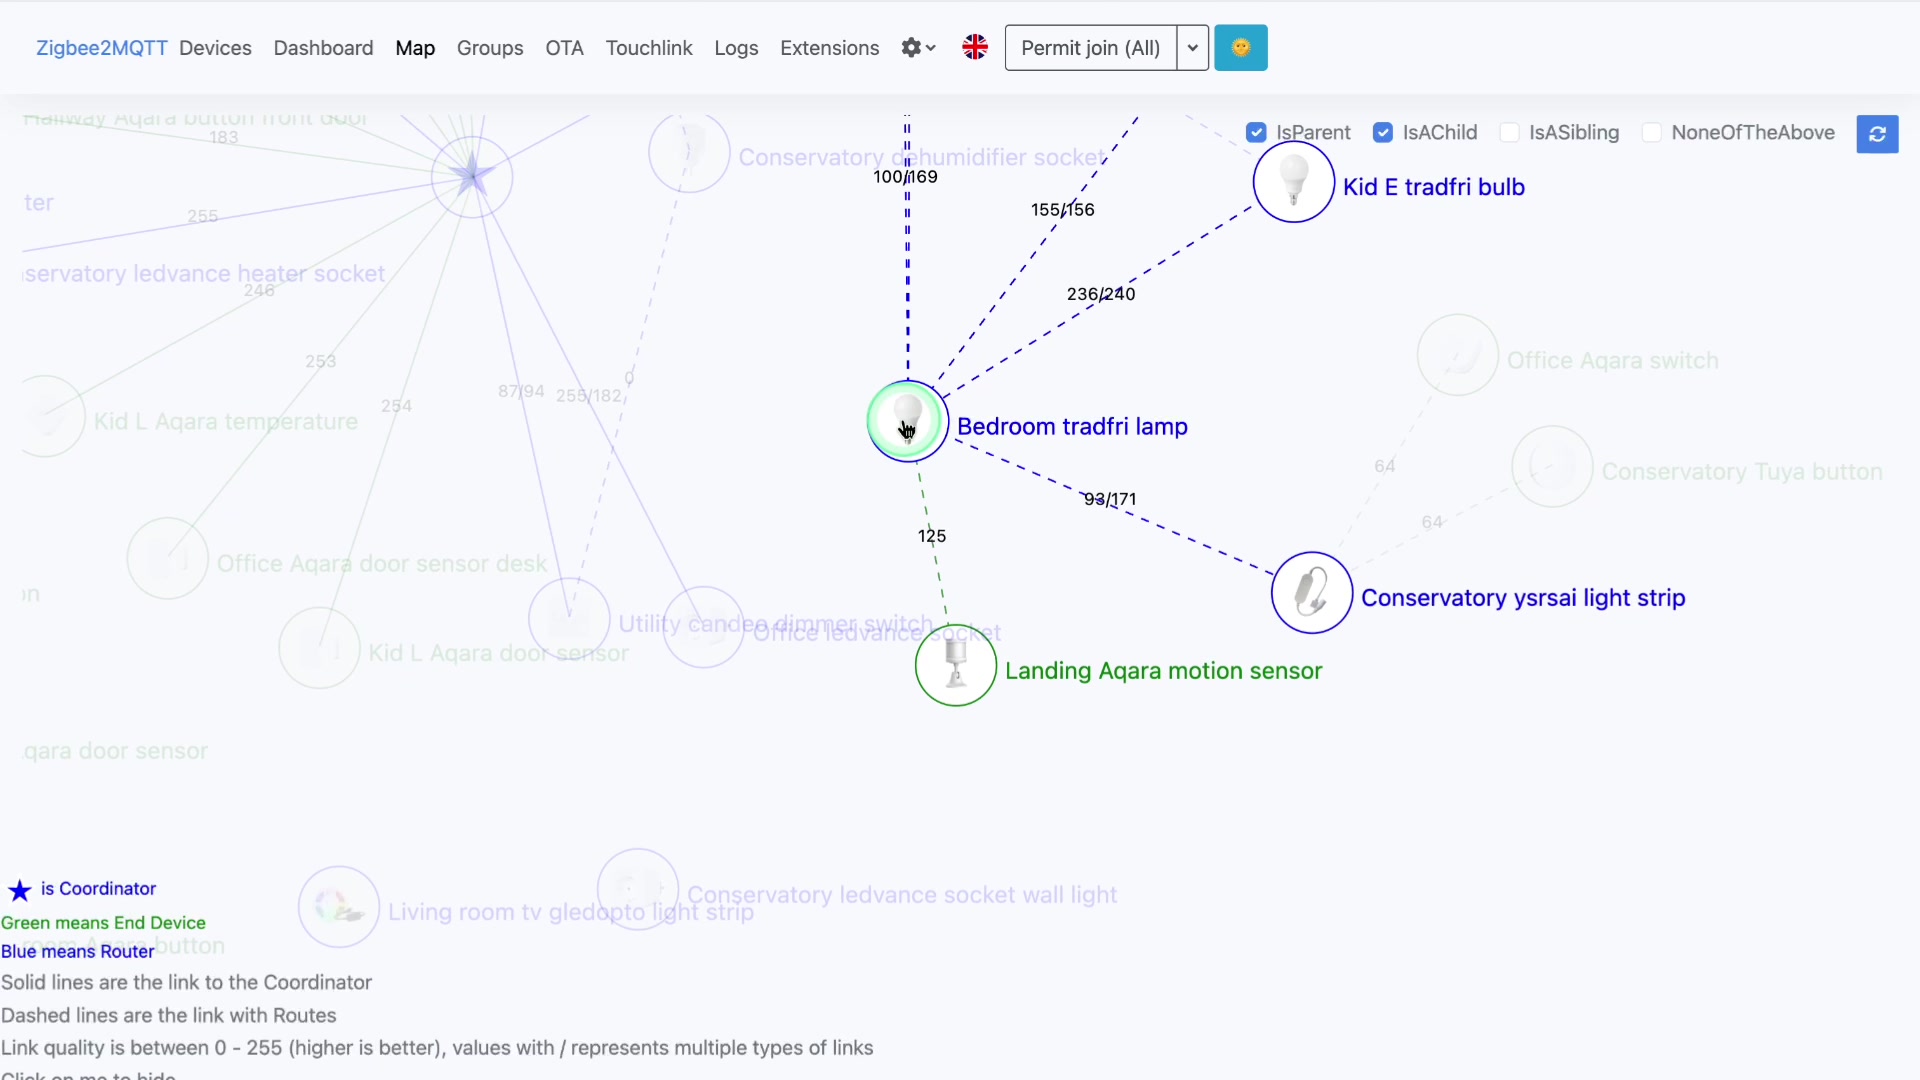 Zigbee2MQTT Devices Dashboard Map Groups OTA Touchlink Logs Extensions Permit join (All)
IsParent IsAChild IsASibling NoneOfTheAbove
Hallway Aqara button front door
183
Conservatory dehumidifier socket
100/169
Kid E tradfri bulb
ter
255
155/156
servatory ledvance heater socket
246
236/240
253
Office Aqara switch
0
87/94
255/182
254
Kid L Aqara temperature
Bedroom tradfri lamp
64
Conservatory Tuya button
93/171
64
125
Office Aqara door sensor desk
on
Conservatory ysrsai light strip
Utility candeo dimmer switch
Office ledvance socket
Kid L Aqara door sensor
Landing Aqara motion sensor
qara door sensor
is Coordinator
Conservatory ledvance socket wall light
Living room tv gledopto light strip
Green means End Device
room Aqara button
Blue means Router
Solid lines are the link to the Coordinator
Dashed lines are the link with Routes
Link quality is between 0 - 255 (higher is better), values with / represents multiple types of links
Click on me to hide